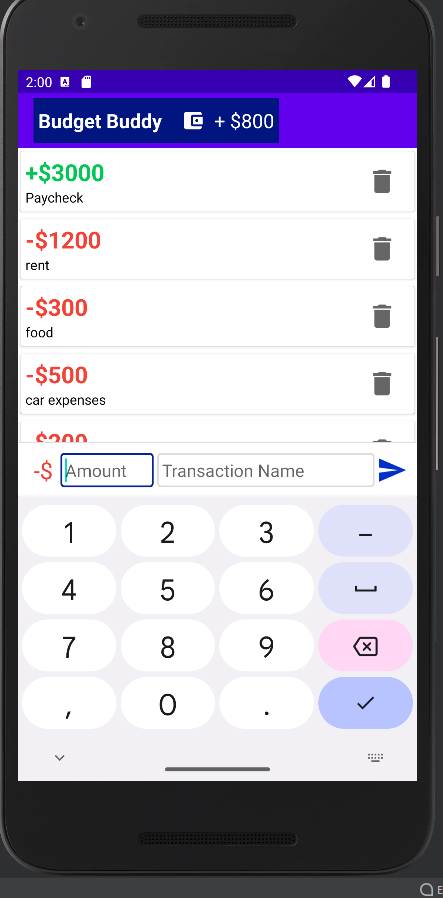 2:00
Budget Buddy + $800
+$3000
Paycheck
-$1200
rent
-$300
food
-$500
car expenses
-$ Amount Transaction Name
1 2 3 –
4 5 6
7 8 9
, 0 .
E